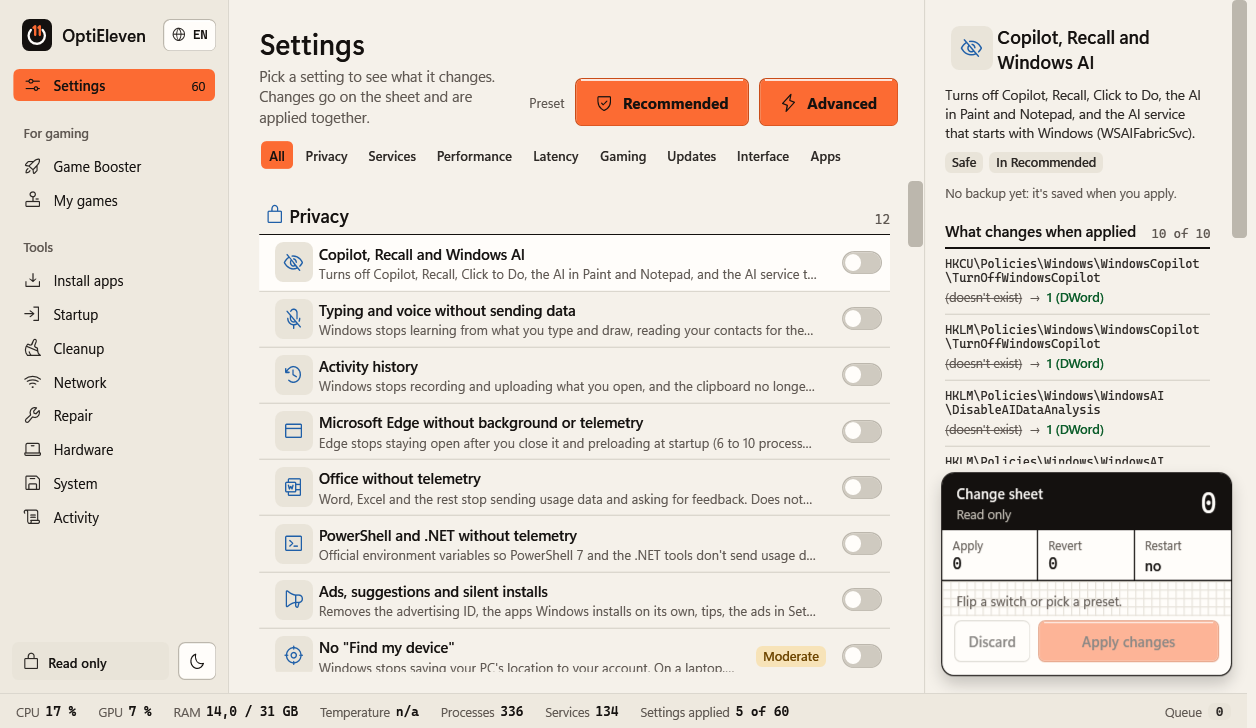 OptiEleven
EN
Settings
60
For gaming
Game Booster
My games
Tools
Install apps
Startup
Cleanup
Network
Repair
Hardware
System
Activity
Read only
Settings
Pick a setting to see what it changes.
Changes go on the sheet and are
applied together.
Preset
Recommended
Advanced
All
Privacy
Services
Performance
Latency
Gaming
Updates
Interface
Apps
Privacy
12
Copilot, Recall and Windows AI
Turns off Copilot, Recall, Click to Do, the AI in Paint and Notepad, and the AI service t...
Typing and voice without sending data
Windows stops learning from what you type and draw, reading your contacts for the...
Activity history
Windows stops recording and uploading what you open, and the clipboard no longe...
Microsoft Edge without background or telemetry
Edge stops staying open after you close it and preloading at startup (6 to 10 process...
Office without telemetry
Word, Excel and the rest stop sending usage data and asking for feedback. Does not...
PowerShell and .NET without telemetry
Official environment variables so PowerShell 7 and the .NET tools don't send usage d...
Ads, suggestions and silent installs
Removes the advertising ID, the apps Windows installs on its own, tips, the ads in Set...
No "Find my device"
Windows stops saving your PC's location to your account. On a laptop,...
Moderate
Copilot, Recall and
Windows AI
Turns off Copilot, Recall, Click to Do, the AI
in Paint and Notepad, and the AI service
that starts with Windows (WSAIFabricSvc).
Safe
In Recommended
No backup yet: it's saved when you apply.
What changes when applied
10 of 10
HKCU\Policies\Windows\WindowsCopilot
\TurnOffWindowsCopilot
(doesn't exist) → 1 (DWord)
HKLM\Policies\Windows\WindowsCopilot
\TurnOffWindowsCopilot
(doesn't exist) → 1 (DWord)
HKLM\Policies\Windows\WindowsAI
\DisableAIDataAnalysis
(doesn't exist) → 1 (DWord)
HKLM\Policies\Windows\WindowsAI
Change sheet
Read only
0
Apply
0
Revert
0
Restart
no
Flip a switch or pick a preset.
Discard
Apply changes
CPU 17 %
GPU 7 %
RAM 14,0 / 31 GB
Temperature n/a
Processes 336
Services 134
Settings applied 5 of 60
Queue 0